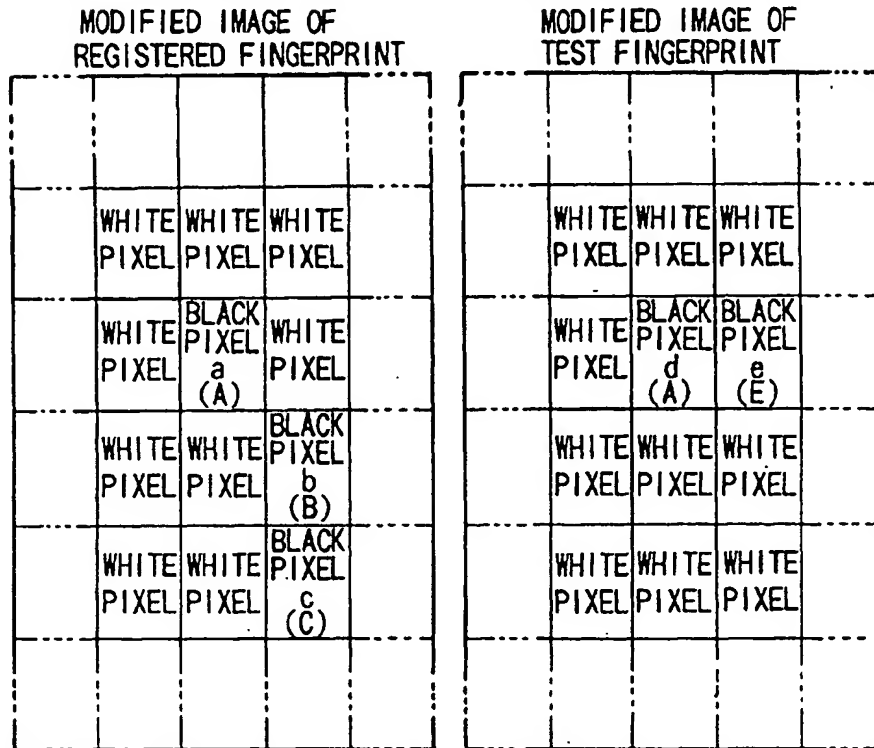 MODIFIED IMAGE OF
REGISTERED FINGERPRINT
WHITE WHITE WHITE
PIXEL PIXEL PIXEL
WHITE PIXEL
BLACK PIXEL a (A)
WHITE PIXEL
WHITE PIXEL
WHITE PIXEL
BLACK PIXEL b (B)
WHITE PIXEL
WHITE PIXEL
BLACK PIXEL c (C)
MODIFIED IMAGE OF
TEST FINGERPRINT
WHITE WHITE WHITE
PIXEL PIXEL PIXEL
WHITE PIXEL
BLACK PIXEL d (A)
BLACK PIXEL e (E)
WHITE WHITE WHITE
PIXEL PIXEL PIXEL
WHITE WHITE WHITE
PIXEL PIXEL PIXEL